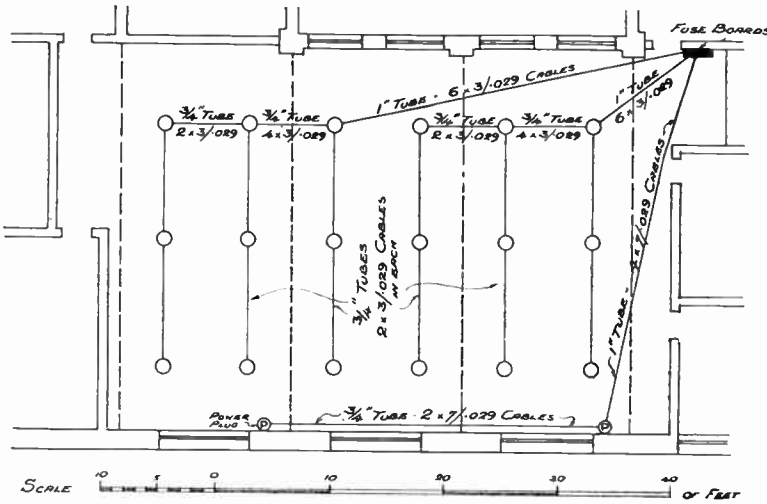 FUSE BOARDS
1" TUBE - 6 x 3/.029 CABLES
1" TUBE
6 x 3/.029
3/4" TUBE
2 x 3/.029
3/4" TUBE
4 x 3/.029
3/4" TUBE
2 x 3/.029
3/4" TUBE
4 x 3/.029
3/4" TUBES
2 x 3/.029 CABLES
IN EACH
1" TUBE - 4 x 7/.029 CABLES
POWER
PLUG
P
3/4" TUBE - 2 x 7/.029 CABLES
P
SCALE 10 5 0 10 20 30 40 OF FEET